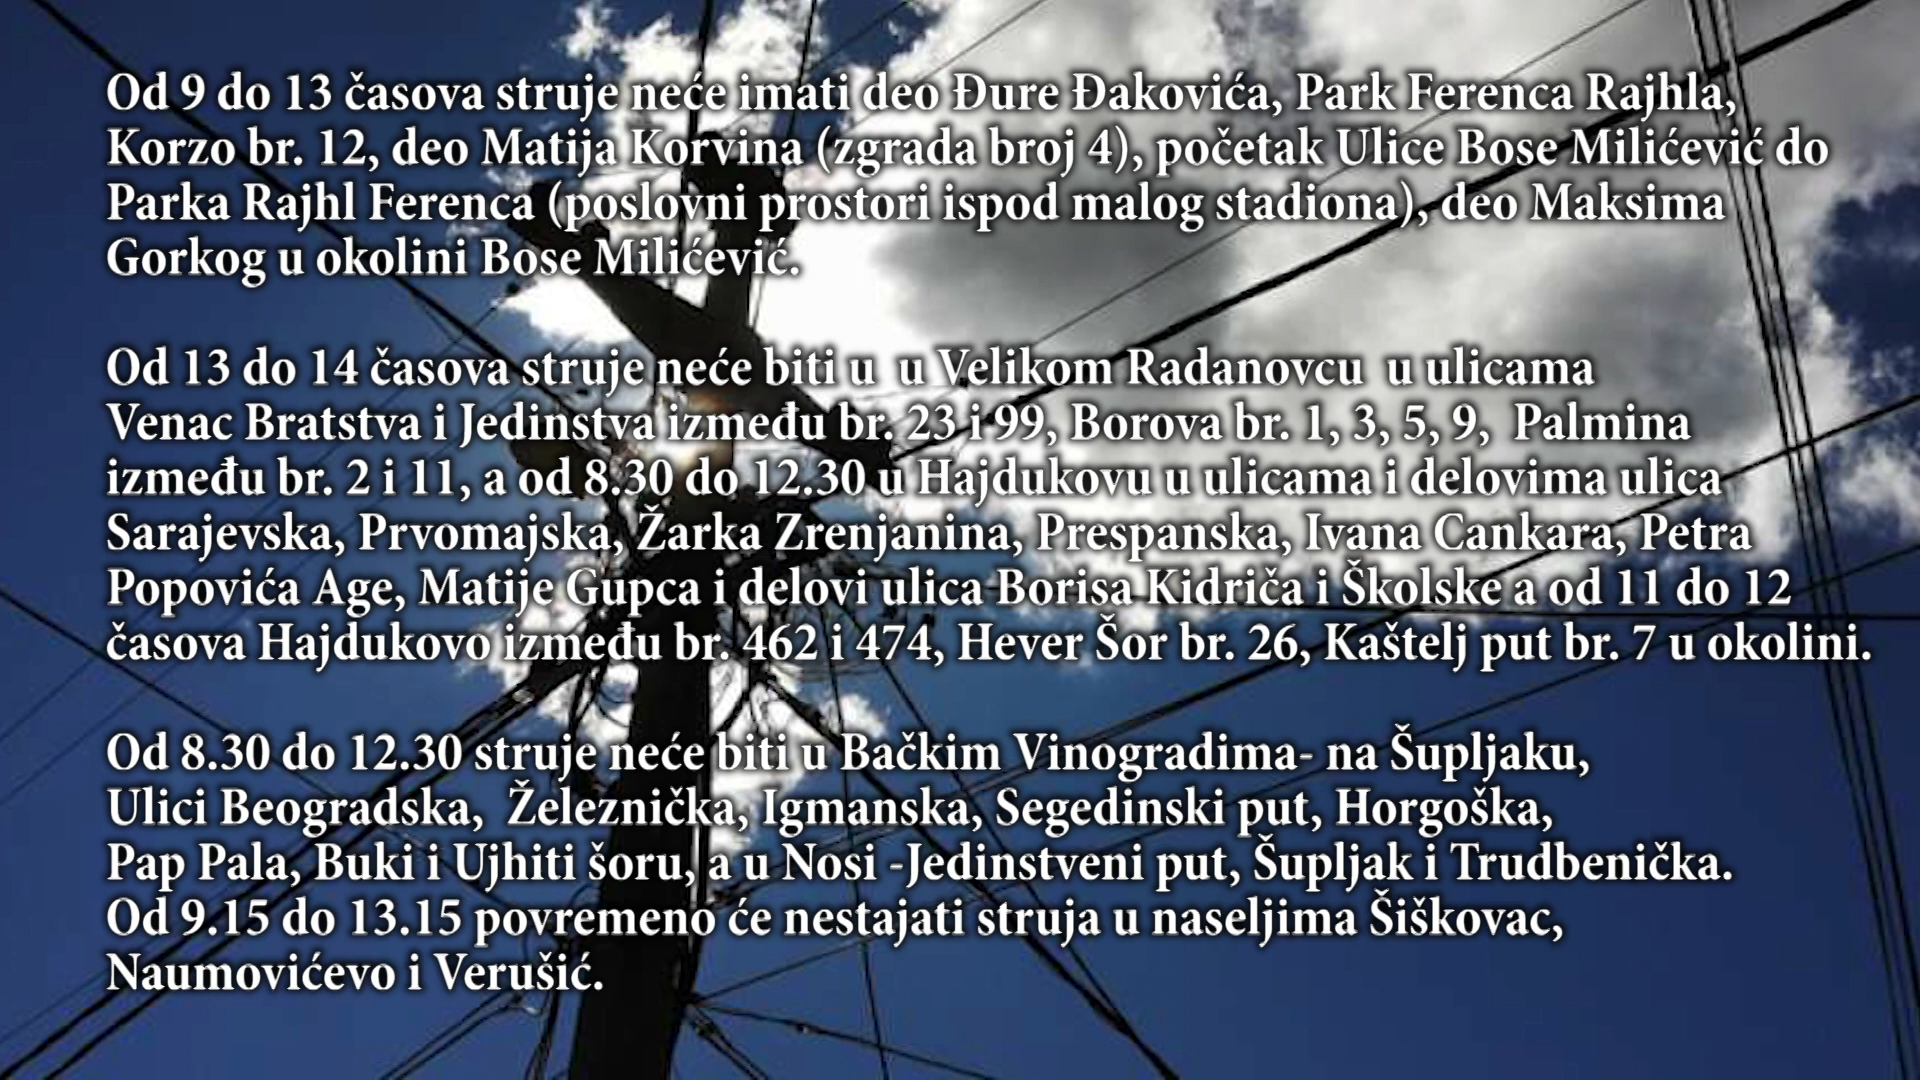 Od 9 do 13 časova struje neće imati deo Đure Đakovića, Park Ferenca Rajhla,
Korzo br. 12, deo Matija Korvina (zgrada broj 4), početak Ulice Bose Milićević do
Parka Rajhl Ferenca (poslovni prostori ispod malog stadiona), deo Maksima
Gorkog u okolini Bose Milićević.
Od 13 do 14 časova struje neće biti u  u Velikom Radanovcu  u ulicama
Venac Bratstva i Jedinstva između br. 23 i 99, Borova br. 1, 3, 5, 9,  Palmina
između br. 2 i 11, a od 8.30 do 12.30 u Hajdukovu u ulicama i delovima ulica
Sarajevska, Prvomajska, Žarka Zrenjanina, Prespanska, Ivana Cankara, Petra
Popovića Age, Matije Gupca i delovi ulica Borisa Kidriča i Školske a od 11 do 12
časova Hajdukovo između br. 462 i 474, Hever Šor br. 26, Kaštelj put br. 7 u okolini.
Od 8.30 do 12.30 struje neće biti u Bačkim Vinogradima- na Šupljaku,
Ulici Beogradska,  Železnička, Igmanska, Segedinski put, Horgoška,
Pap Pala, Buki i Ujhiti šoru, a u Nosi -Jedinstveni put, Šupljak i Trudbenička.
Od 9.15 do 13.15 povremeno će nestajati struja u naseljima Šiškovac,
Naumovićevo i Verušić.